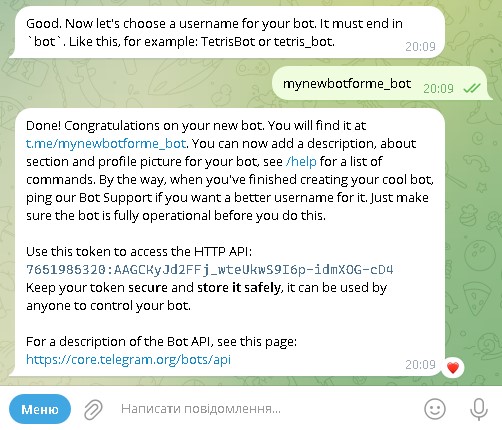 Good. Now let's choose a username for your bot. It must end in
`bot`. Like this, for example: TetrisBot or tetris_bot.
20:09
mynewbotforme_bot
20:09
Done! Congratulations on your new bot. You will find it at
t.me/mynewbotforme_bot. You can now add a description, about
section and profile picture for your bot, see /help for a list of
commands. By the way, when you've finished creating your cool bot,
ping our Bot Support if you want a better username for it. Just make
sure the bot is fully operational before you do this.
Use this token to access the HTTP API:
7651985320:AAGCKyJd2FFj_wteUkwS9I6p-idmXOG-cD4
Keep your token secure and store it safely, it can be used by
anyone to control your bot.
For a description of the Bot API, see this page:
https://core.telegram.org/bots/api
20:09
Меню
Написати повідомлення...